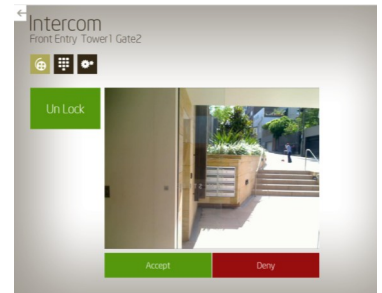 Intercom
Front Entry Tower1 Gate2
Un Lock
Accept
Deny